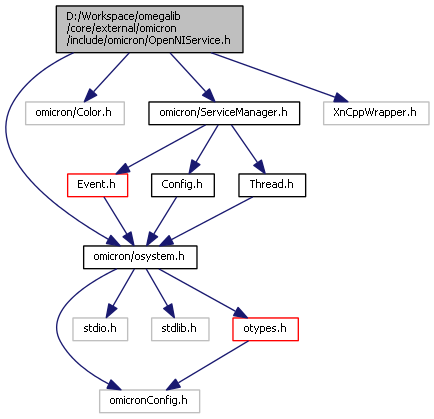 D:/Workspace/omegalib
/core/external/omicron
/include/omicron/OpenNIService.h
omicron/Color.h
omicron/ServiceManager.h
XnCppWrapper.h
Event.h
Config.h
Thread.h
omicron/osystem.h
stdio.h
stdlib.h
otypes.h
omicronConfig.h